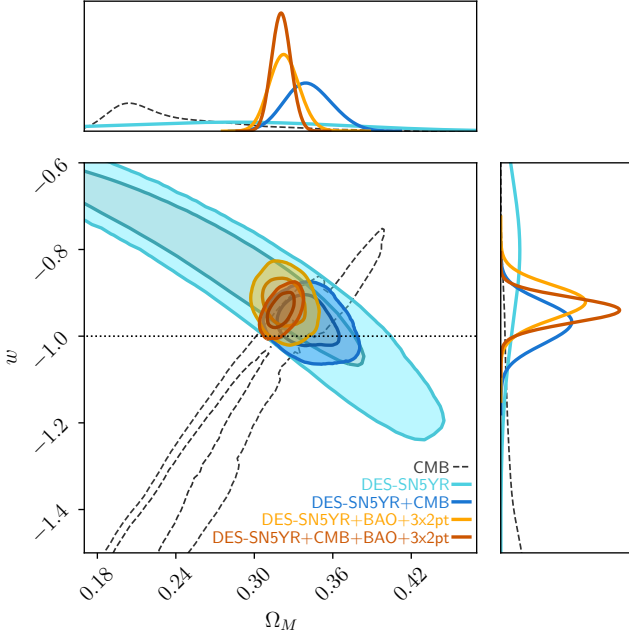 −0.6
−0.8
−1.0
−1.2
−1.4
w
CMB
DES-SN5YR
DES-SN5YR+CMB
DES-SN5YR+BAO+3x2pt
DES-SN5YR+CMB+BAO+3x2pt
0.18
0.24
0.30
0.36
0.42
Ω_M